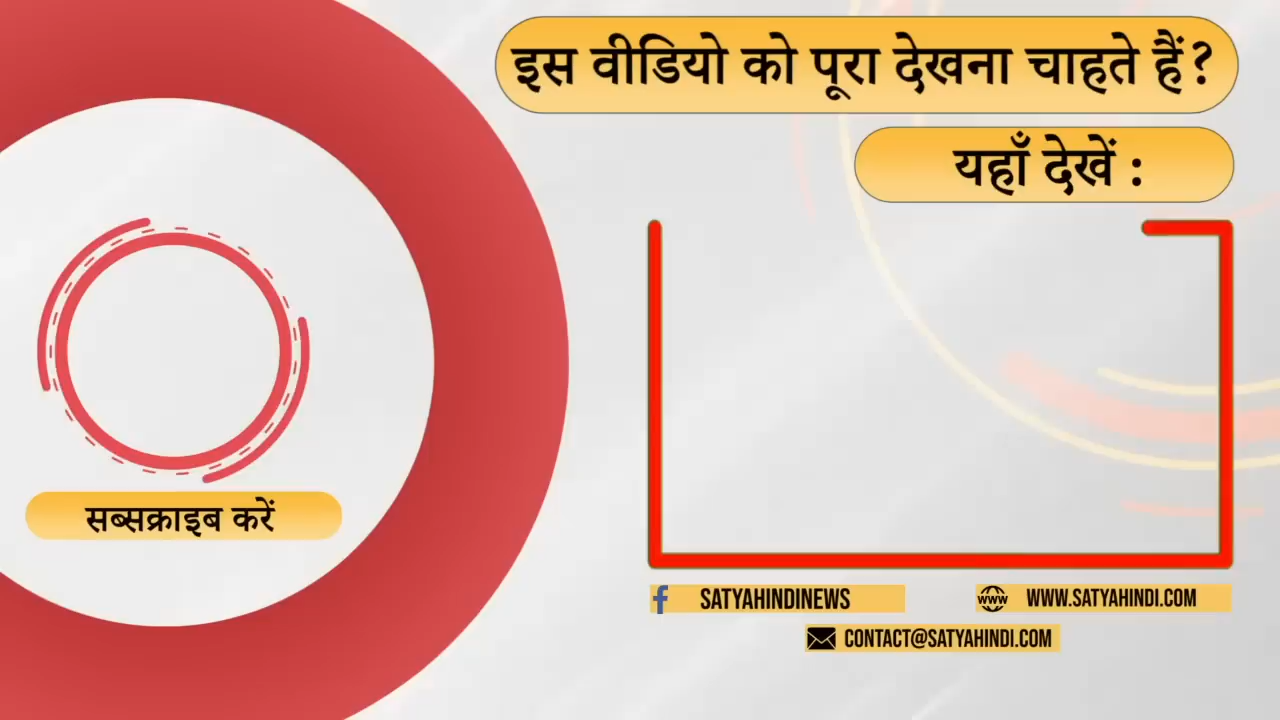 इस वीडियो को पूरा देखना चाहते हैं?
यहाँ देखें :
सब्सक्राइब करें
SATYAHINDINEWS
WWW.SATYAHINDI.COM
CONTACT@SATYAHINDI.COM